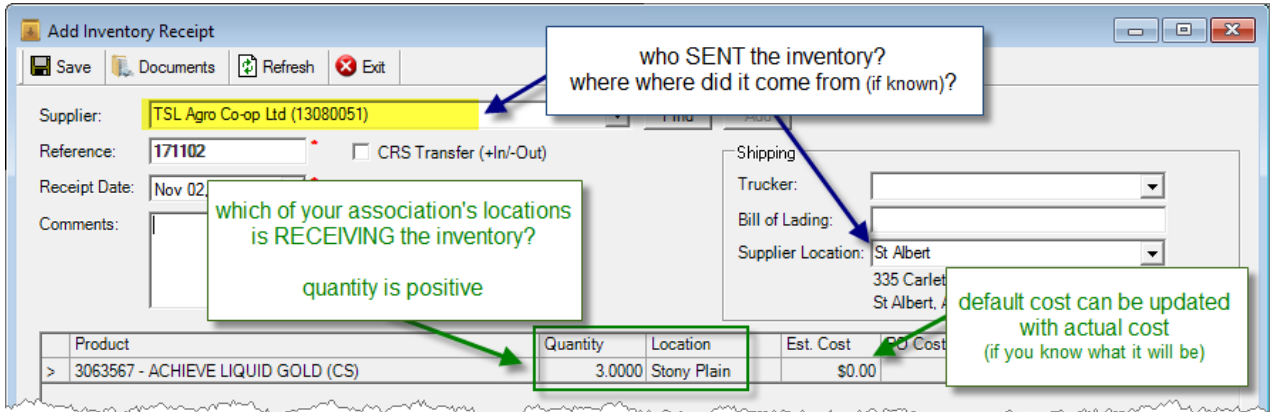 Add Inventory Receipt
Save Documents Refresh Exit
who SENT the inventory?
where where did it come from (if known)?
Supplier: TSL Agro Co-op Ltd (13080051) Find Add
Reference: 171102 * CRS Transfer (+In/-Out)
Receipt Date: Nov 02,
Comments:
which of your association's locations
is RECEIVING the inventory?
quantity is positive
Shipping
Trucker:
Bill of Lading:
Supplier Location: St Albert
335 Carlet
St Albert,
default cost can be updated
with actual cost
(if you know what it will be)
Product Quantity Location Est. Cost PO Cost
> 3063567 - ACHIEVE LIQUID GOLD (CS) 3.0000 Stony Plain $0.00